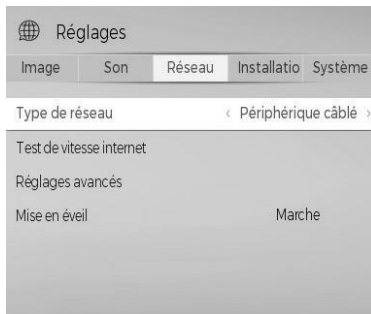 Réglages
Image Son Réseau Installatio Système
Type de réseau ‹ Périphérique câblé ›
Test de vitesse internet
Réglages avancés
Mise en éveil Marche